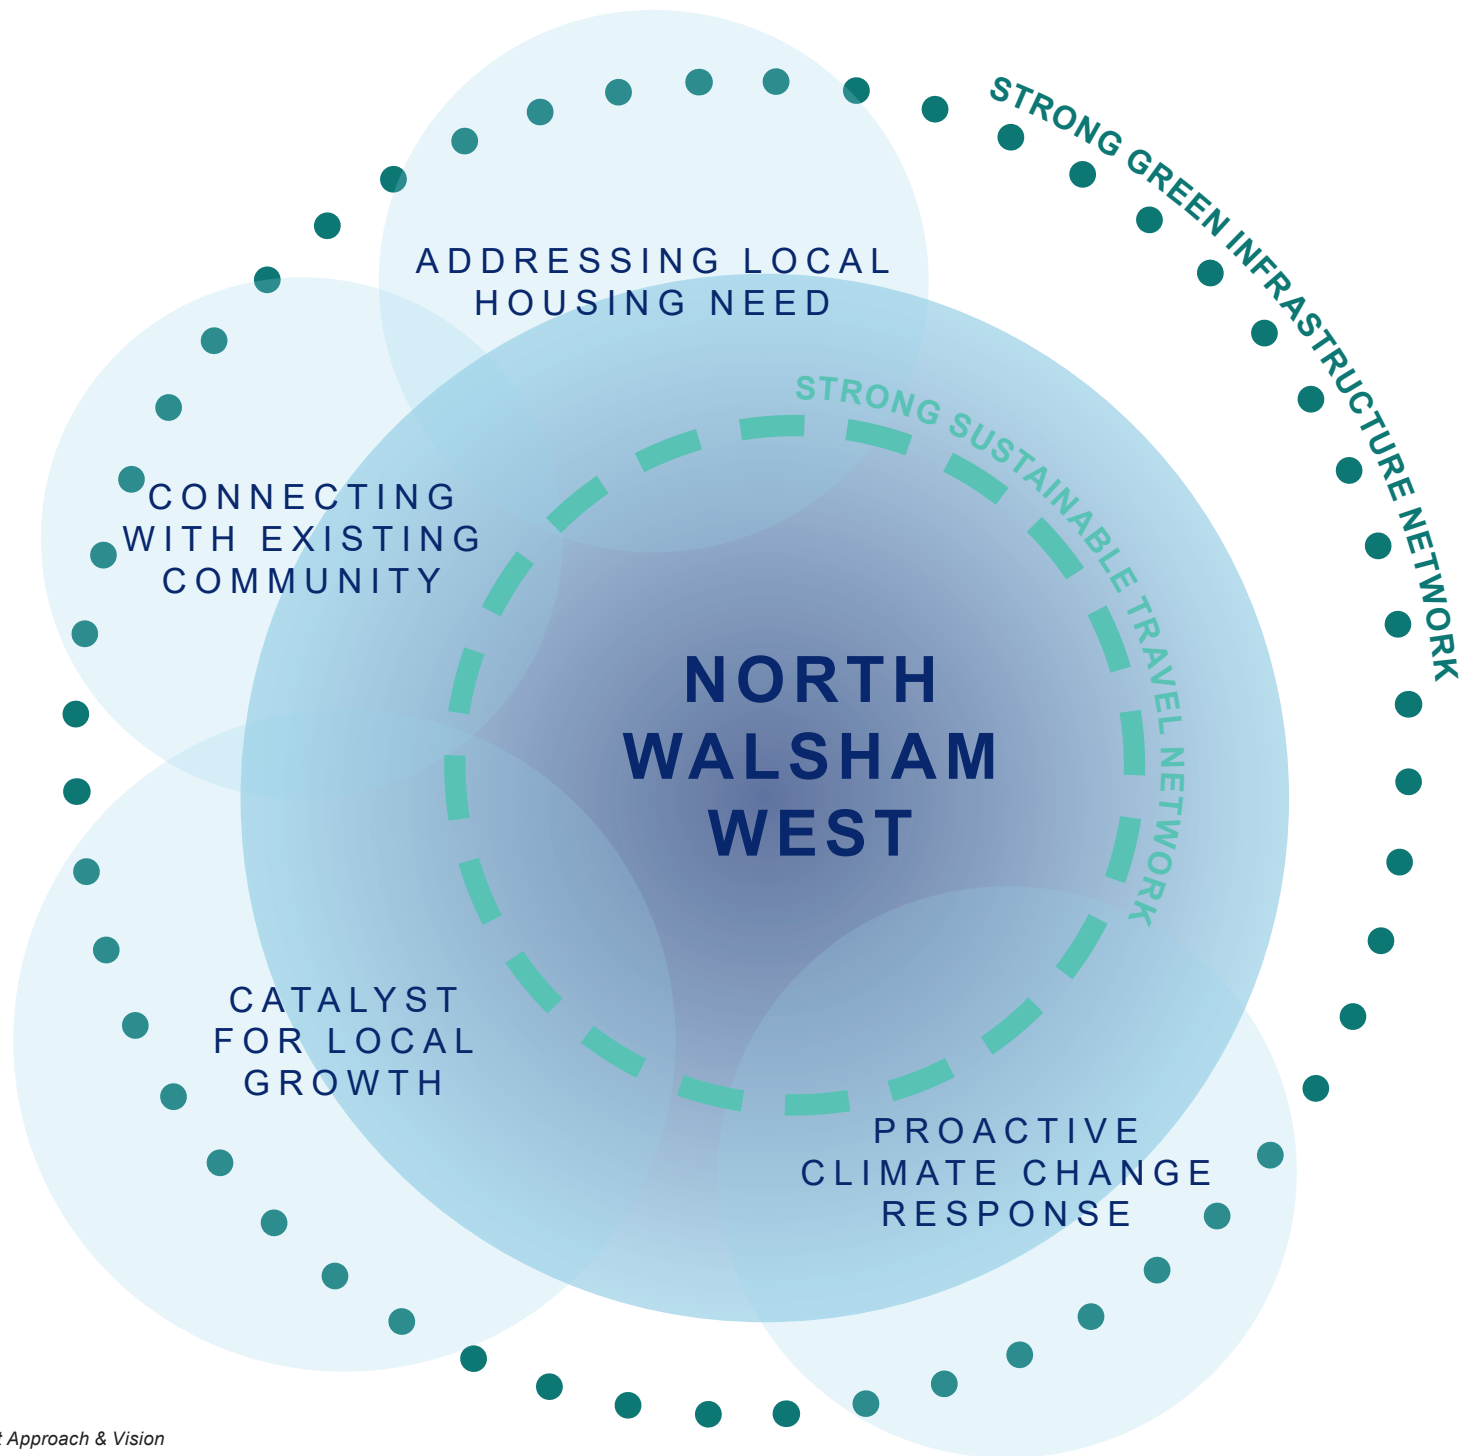 STRONG GREEN INFRASTRUCTURE NETWORK
ADDRESSING LOCAL
HOUSING NEED
STRONG SUSTAINABLE TRAVEL NETWORK
CONNECTING
WITH EXISTING
COMMUNITY
NORTH
WALSHAM
WEST
CATALYST
FOR LOCAL
GROWTH
PROACTIVE
CLIMATE CHANGE
RESPONSE
Approach & Vision